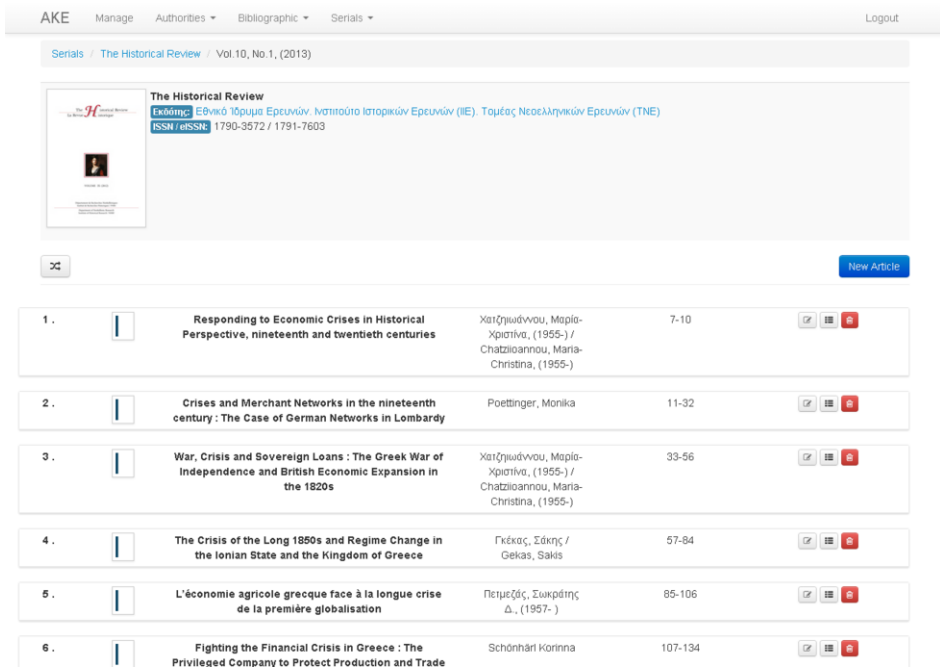 AKE Manage Authorities Bibliographic Serials Logout
Serials / The Historical Review / Vol.10, No.1, (2013)
The Historical Review
Εκδότης: Εθνικό Ίδρυμα Ερευνών. Ινστιτούτο Ιστορικών Ερευνών (ΙΙΕ). Τομέας Νεοελληνικών Ερευνών (ΤΝΕ)
ISSN / eISSN: 1790-3572 / 1791-7603
The Historical Review
New Article
1 . Responding to Economic Crises in Historical Χατζηιωάννου, Μαρία- 7-10
Perspective, nineteenth and twentieth centuries Χριστίνα, (1955-) /
Chatziioannou, Maria-
Christina, (1955-)
2 . Crises and Merchant Networks in the nineteenth Poettinger, Monika 11-32
century : The Case of German Networks in Lombardy
3 . War, Crisis and Sovereign Loans : The Greek War of Χατζηιωάννου, Μαρία- 33-56
Independence and British Economic Expansion in Χριστίνα, (1955-) /
the 1820s Chatziioannou, Maria-
Christina, (1955-)
4 . The Crisis of the Long 1850s and Regime Change in Γκέκας, Σάκης / 57-84
the Ionian State and the Kingdom of Greece Gekas, Sakis
5 . L'économie agricole grecque face à la longue crise Πετμεζάς, Σωκράτης 85-106
de la première globalisation Δ., (1957- )
6 . Fighting the Financial Crisis in Greece : The Schönhärl Korinna 107-134
Privileged Company to Protect Production and Trade